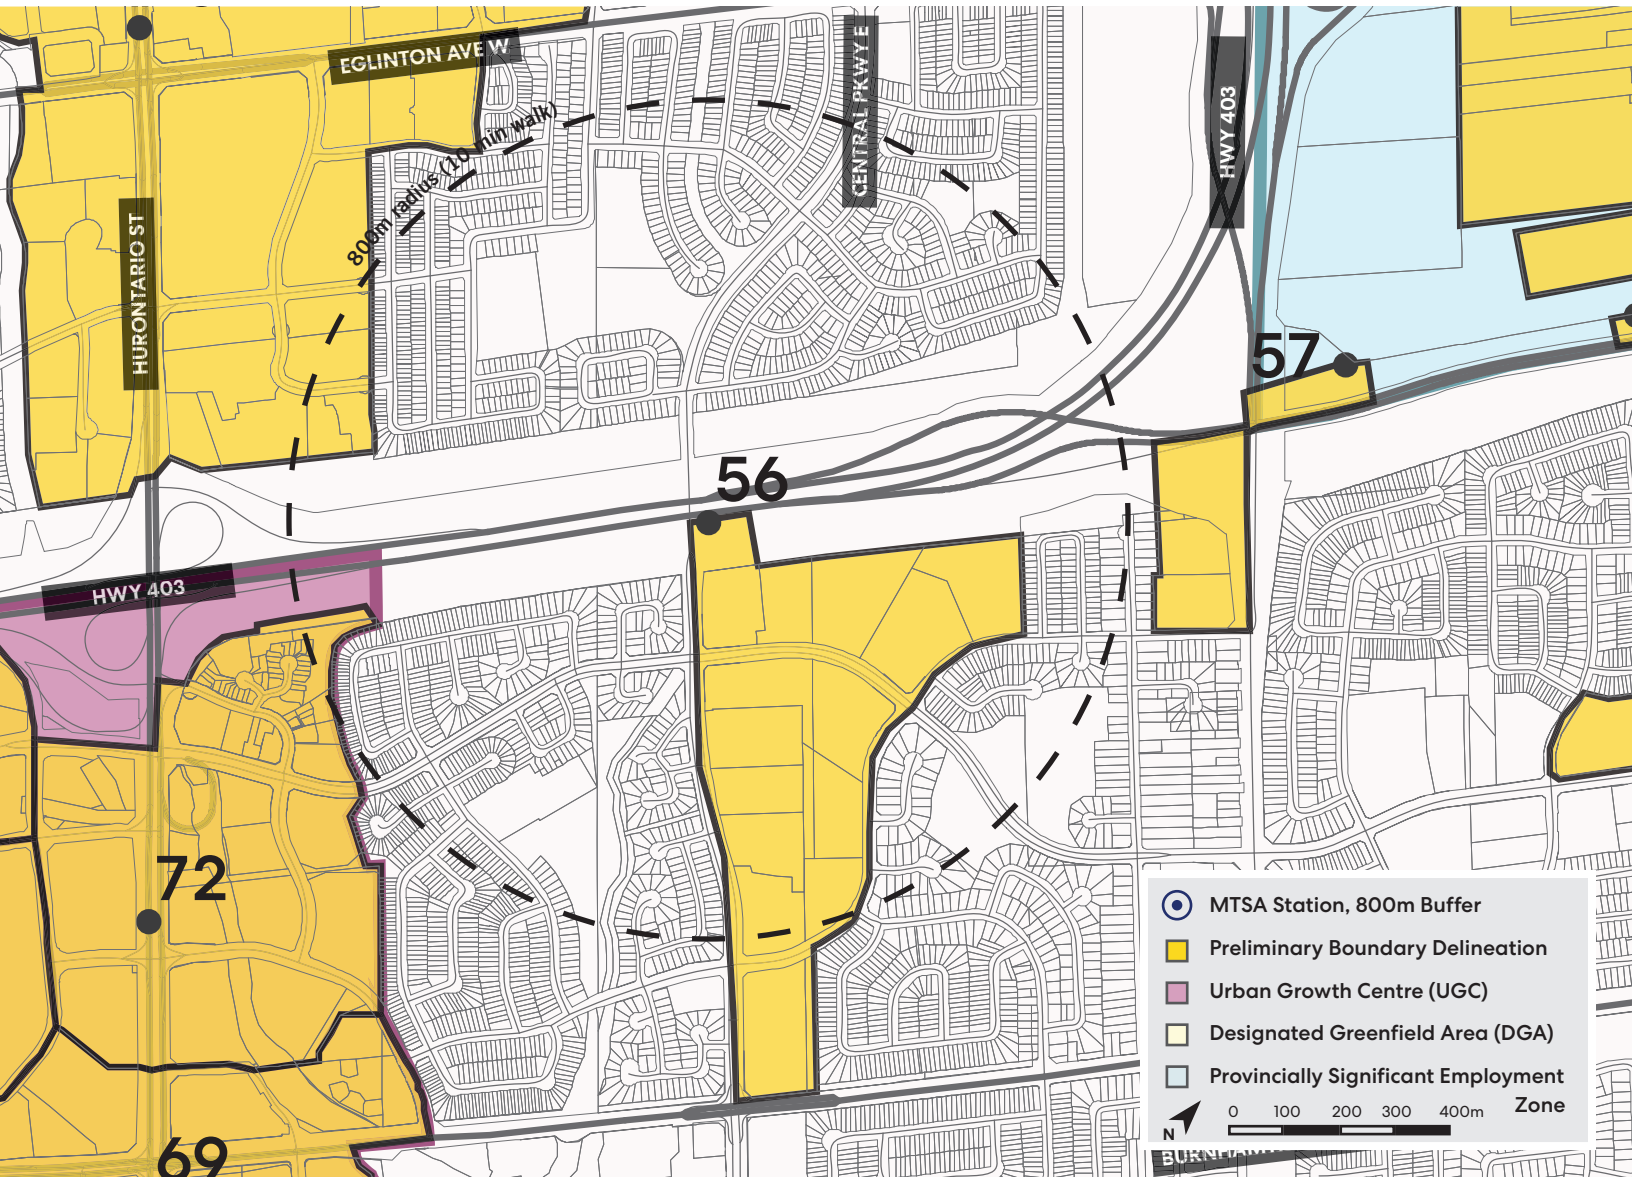 EGLINTON AVE W
CENTRAL PKWY E
HWY 403
800m radius (10 min walk)
HURONTARIO ST
57
56
HWY 403
72
69
MTSA Station, 800m Buffer
Preliminary Boundary Delineation
Urban Growth Centre (UGC)
Designated Greenfield Area (DGA)
Provincially Significant Employment
Zone
N
0 100 200 300 400m